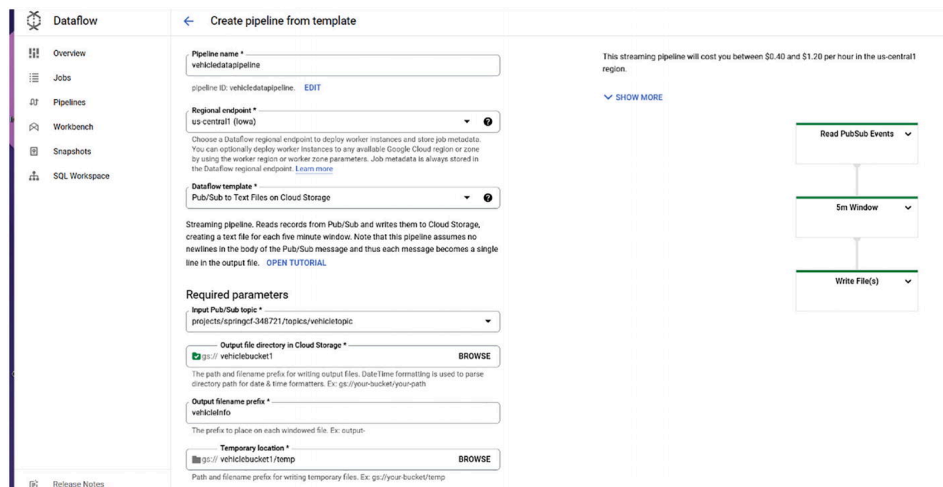 Dataflow
Create pipeline from template
Overview
Jobs
Pipelines
Workbench
Snapshots
SQL Workspace
Release Notes
Pipeline name *
vehicledatapipeline
pipeline ID: vehicledatapipeline. EDIT
Regional endpoint *
us-central1 (Iowa)
Choose a Dataflow regional endpoint to deploy worker instances and store job metadata.
You can optionally deploy worker instances to any available Google Cloud region or zone
by using the worker region or worker zone parameters. Job metadata is always stored in
the Dataflow regional endpoint. Learn more
Dataflow template *
Pub/Sub to Text Files on Cloud Storage
Streaming pipeline. Reads records from Pub/Sub and writes them to Cloud Storage,
creating a text file for each five minute window. Note that this pipeline assumes no
newlines in the body of the Pub/Sub message and thus each message becomes a single
line in the output file. OPEN TUTORIAL
Required parameters
Input Pub/Sub topic *
projects/springcf-348721/topics/vehicletopic
Output file directory in Cloud Storage *
gs:// vehiclebucket1 BROWSE
The path and filename prefix for writing output files. DateTime formatting is used to parse
directory path for date & time formatters. Ex: gs://your-bucket/your-path
Output filename prefix *
vehicleInfo
The prefix to place on each windowed file. Ex: output-
Temporary location *
gs:// vehiclebucket1/temp BROWSE
Path and filename prefix for writing temporary files. Ex: gs://your-bucket/temp
This streaming pipeline will cost you between $0.40 and $1.20 per hour in the us-central1
region.
SHOW MORE
Read PubSub Events
5m Window
Write File(s)